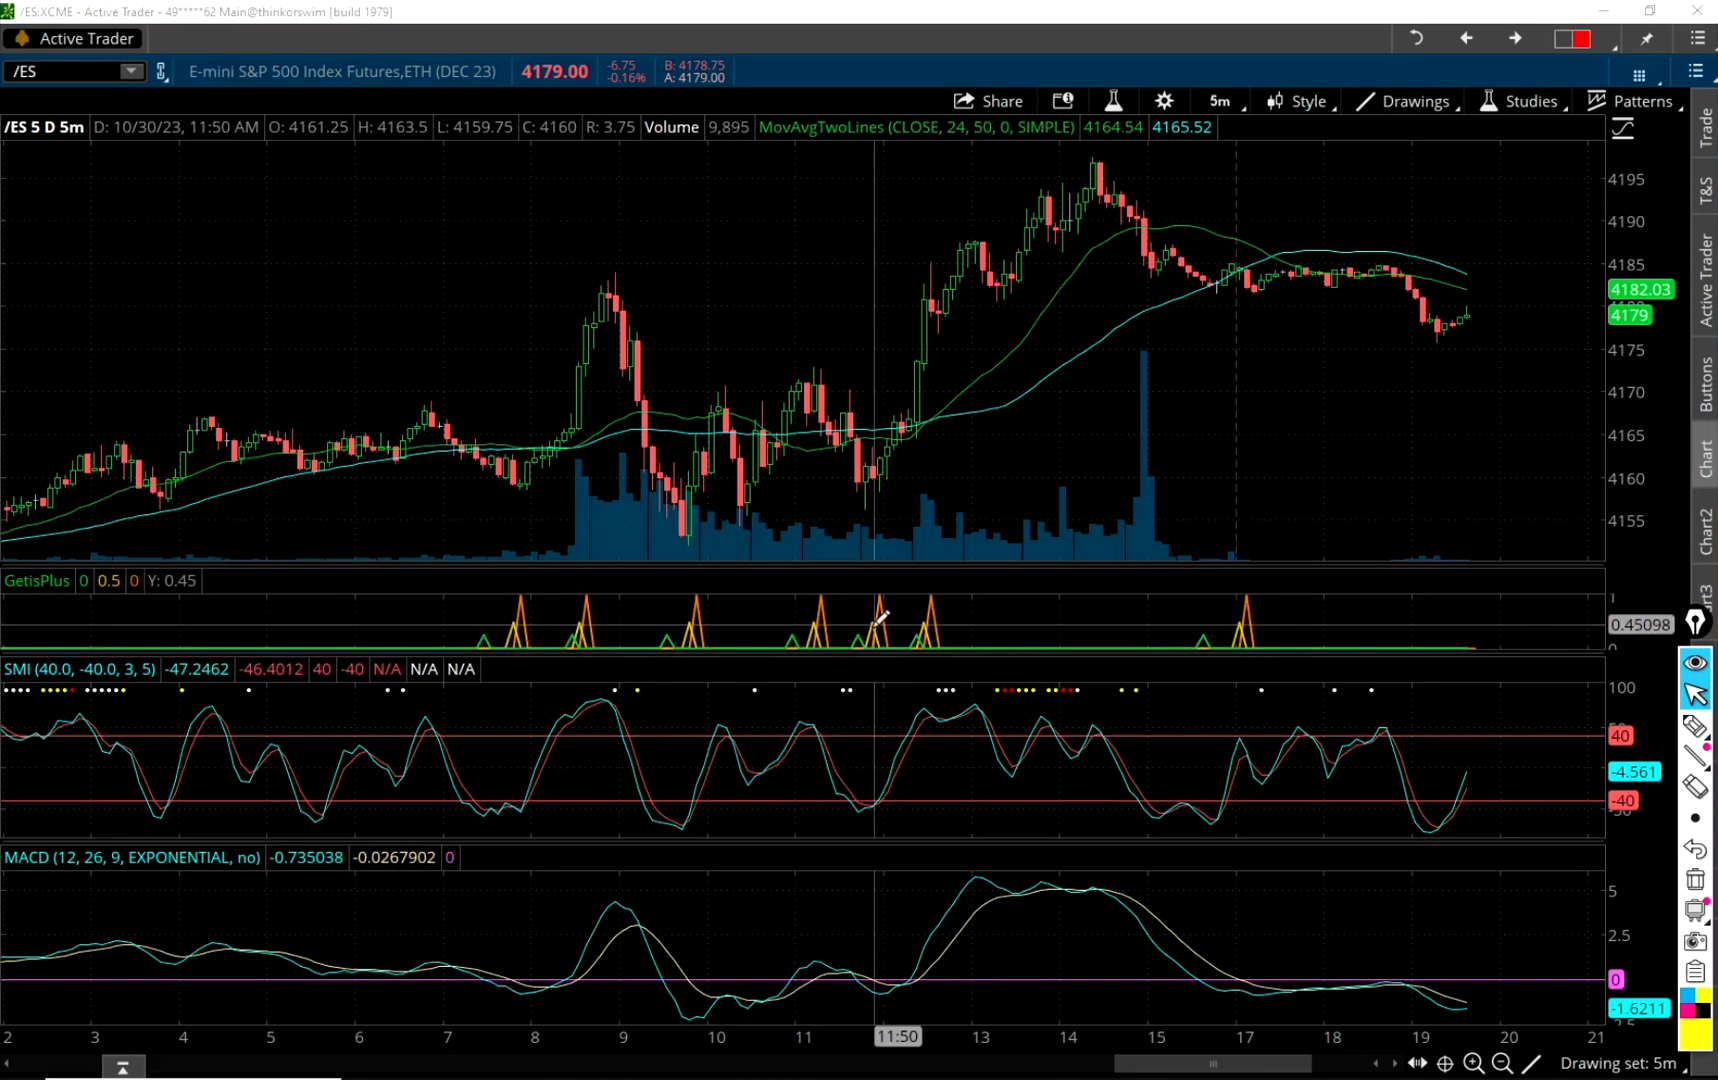 /ES:XCME - Active Trader - 49*****62 Main@thinkorswim [build 1979]
Active Trader
/ES E-mini S&P 500 Index Futures,ETH (DEC 23) 4179.00 -6.75 B: 4178.75
-0.16% A: 4179.00
Share 5m Style Drawings Studies Patterns
/ES 5 D 5m D: 10/30/23, 11:50 AM O: 4161.25 H: 4163.5 L: 4159.75 C: 4160 R: 3.75 Volume 9,895 MovAvgTwoLines (CLOSE, 24, 50, 0, SIMPLE) 4164.54 4165.52
4195
4190
4185
4182.03
4179
4175
4170
4165
4160
4155
Trade
T&S
Active Trader
Buttons
Chart
Chart2
GetisPlus 0 0.5 0 Y: 0.45
1
0.45098
SMI (40.0, -40.0, 3, 5) -47.2462 -46.4012 40 -40 N/A N/A N/A
100
40
-4.561
-40
MACD (12, 26, 9, EXPONENTIAL, no) -0.735038 -0.0267902 0
5
2.5
0
-1.6211
2 3 4 5 6 7 8 9 10 11 11:50 13 14 15 16 17 18 19 20 21
Drawing set: 5m